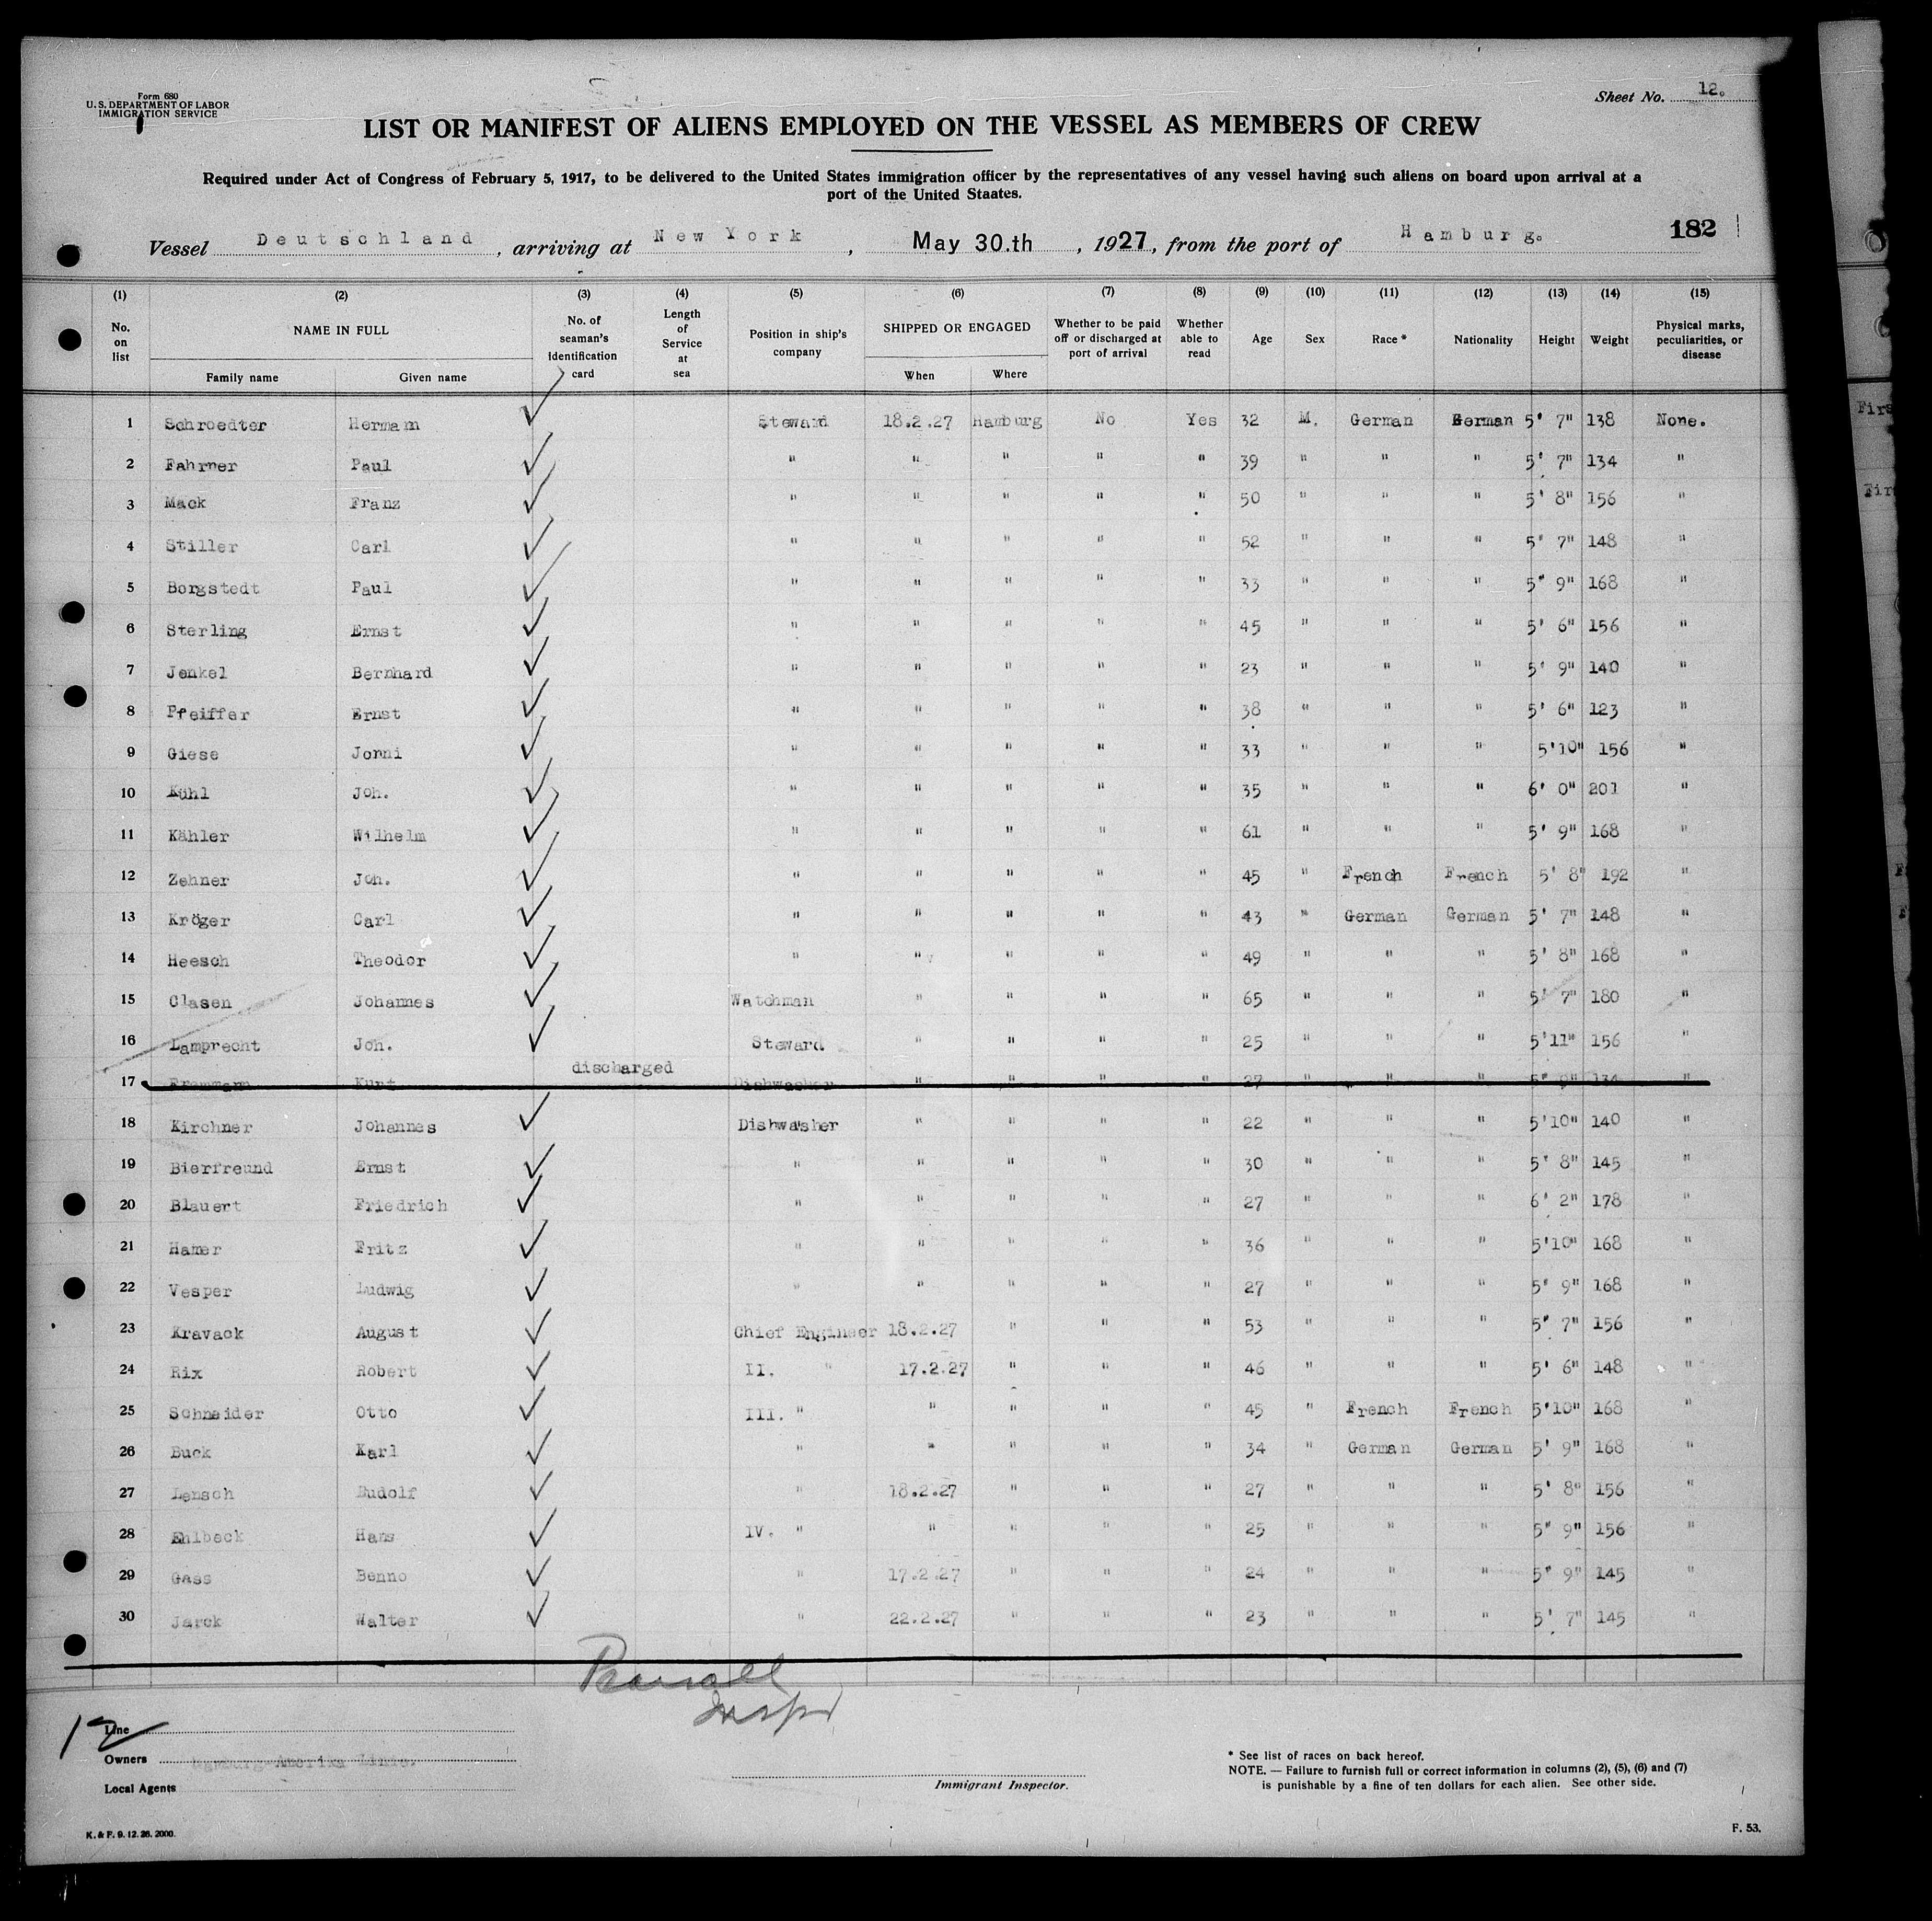 Form 680
U. S. DEPARTMENT OF LABOR
IMMIGRATION SERVICE
Sheet No. 12.
LIST OR MANIFEST OF ALIENS EMPLOYED ON THE VESSEL AS MEMBERS OF CREW
Required under Act of Congress of February 5, 1917, to be delivered to the United States immigration officer by the representatives of any vessel having such aliens on board upon arrival at a
port of the United Staates.
182
Vessel Deutschland, arriving at New York, May 30.th, 1927, from the port of Hamburg.
(1) (2) (3) (4) (5) (6) (7) (8) (9) (10) (11) (12) (13) (14) (15)
No. on list NAME IN FULL Family name Given name No. of seaman's identification card Length of Service at sea Position in ship's company SHIPPED OR ENGAGED When Where Whether to be paid off or discharged at port of arrival Whether able to read Age Sex Race * Nationality Height Weight Physical marks, peculiarities, or disease
1 Schroedter Hermann Steward 18.2.27 Hamburg No Yes 32 M. German German 5' 7" 138 None.
2 Fahrner Paul " " " " " 39 " " " 5' 7" 134 "
3 Mack Franz " " " " " 50 " " " 5' 8" 156 "
4 Stiller Carl " " " " " 52 " " " 5' 7" 148 "
5 Borgstedt Paul " " " " " 33 " " " 5' 9" 168 "
6 Sterling Ernst " " " " " 45 " " " 5' 6" 156 "
7 Jenkel Bernhard " " " " " 23 " " " 5' 9" 140 "
8 Pfeiffer Ernst " " " " " 38 " " " 5' 6" 123 "
9 Giese Jonni " " " " " 33 " " " 5'10" 156 "
10 Kühl Joh. " " " " " 35 " " " 6' 0" 201 "
11 Kähler Wilhelm " " " " " 61 " " " 5' 9" 168 "
12 Zehner Joh. " " " " " 45 " French French 5' 8" 192 "
13 Kröger Carl " " " " " 43 " German German 5' 7" 148 "
14 Heesch Theodor " " " " " 49 " " " 5' 8" 168 "
15 Clasen Johannes Watchman " " " " 65 " " " 5' 7" 180 "
16 Lamprecht Joh. Steward " " " " 25 " " " 5'11" 156 "
discharged
17 Kurt Dishwasher " " " " 27 " " " 5' 9" 134 "
18 Kirchner Johannes Dishwasher " " " " 22 " " " 5'10" 140 "
19 Bierfreund Ernst " " " " " 30 " " " 5' 8" 145 "
20 Blauert Friedrich " " " " " 27 " " " 6' 2" 178 "
21 Hamer Fritz " " " " " 36 " " " 5'10" 168 "
22 Vesper Ludwig " " " " " 27 " " " 5' 9" 168 "
23 Kravack August Chief Engineer 18.2.27 " " " 53 " " " 5' 7" 156 "
24 Rix Robert II. " 17.2.27 " " " 46 " " " 5' 6" 148 "
25 Schneider Otto III. " " " " " 45 " French French 5'10" 168 "
26 Buck Karl " " " " " 34 " German German 5' 9" 168 "
27 Lensch Rudolf " 18.2.27 " " " 27 " " " 5' 8" 156 "
28 Ehlbeck Hans IV. " " " " " 25 " " " 5' 9" 156 "
29 Gass Benno " 17.2.27 " " " 24 " " " 5' 9" 145 "
30 Jarck Walter " 22.2.27 " " " 23 " " " 5' 7" 145 "
12
Line
Owners Hamburg-Amerika Linie.
Local Agents
Immigrant Inspector.
* See list of races on back hereof.
NOTE. — Failure to furnish full or correct information in columns (2), (5), (6) and (7)
is punishable by a fine of ten dollars for each alien. See other side.
K. & P. 9. 12. 26. 2000.
F. 53.